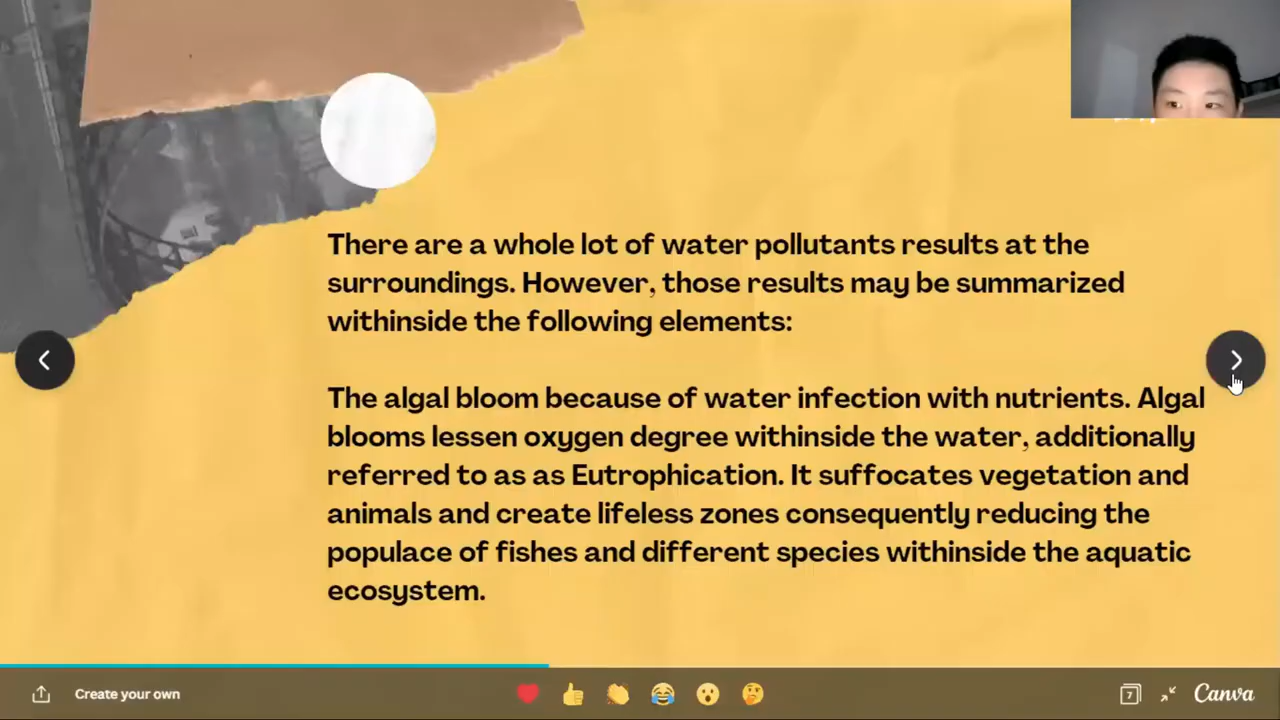 There are a whole lot of water pollutants results at the
surroundings. However, those results may be summarized
withinside the following elements:
The algal bloom because of water infection with nutrients. Algal
blooms lessen oxygen degree withinside the water, additionally
referred to as as Eutrophication. It suffocates vegetation and
animals and create lifeless zones consequently reducing the
populace of fishes and different species withinside the aquatic
ecosystem.
Create your own
7
Canva